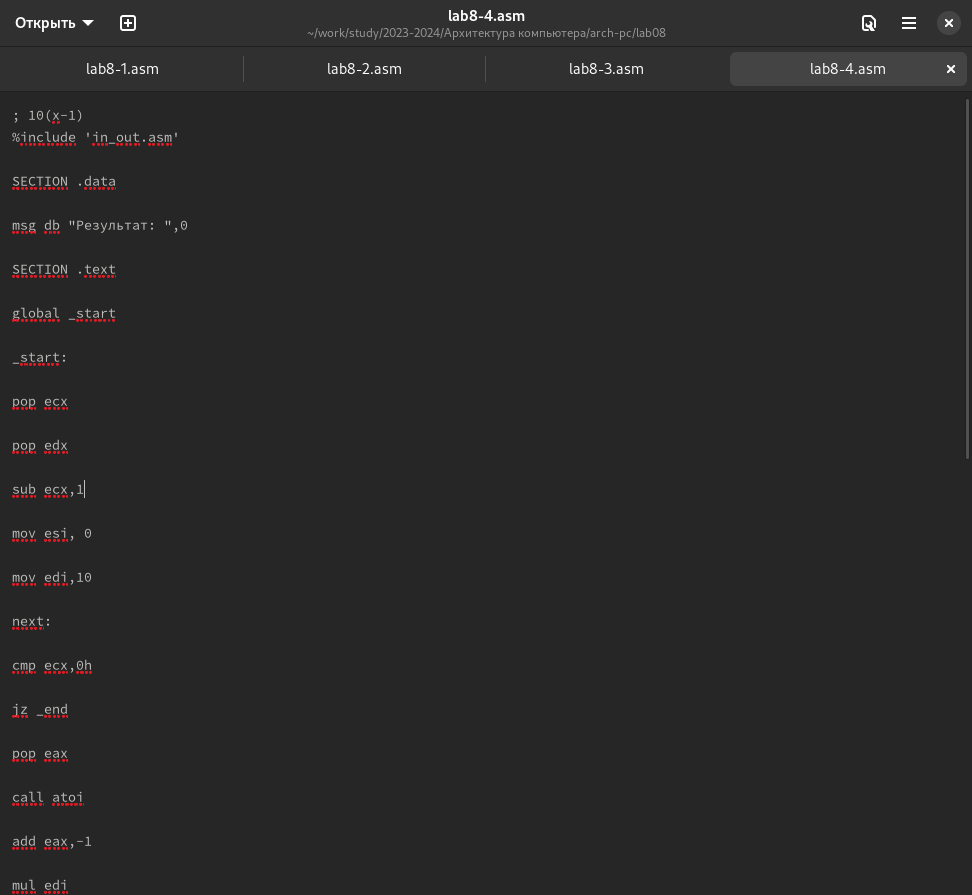 Открыть
lab8-4.asm
~/work/study/2023-2024/Архитектура компьютера/arch-pc/lab08
lab8-1.asm
lab8-2.asm
lab8-3.asm
lab8-4.asm
; 10(x-1)
%include 'in_out.asm'
SECTION .data
msg db "Результат: ",0
SECTION .text
global _start
_start:
pop ecx
pop edx
sub ecx,1
mov esi, 0
mov edi,10
next:
cmp ecx,0h
jz _end
pop eax
call atoi
add eax,-1
mul edi